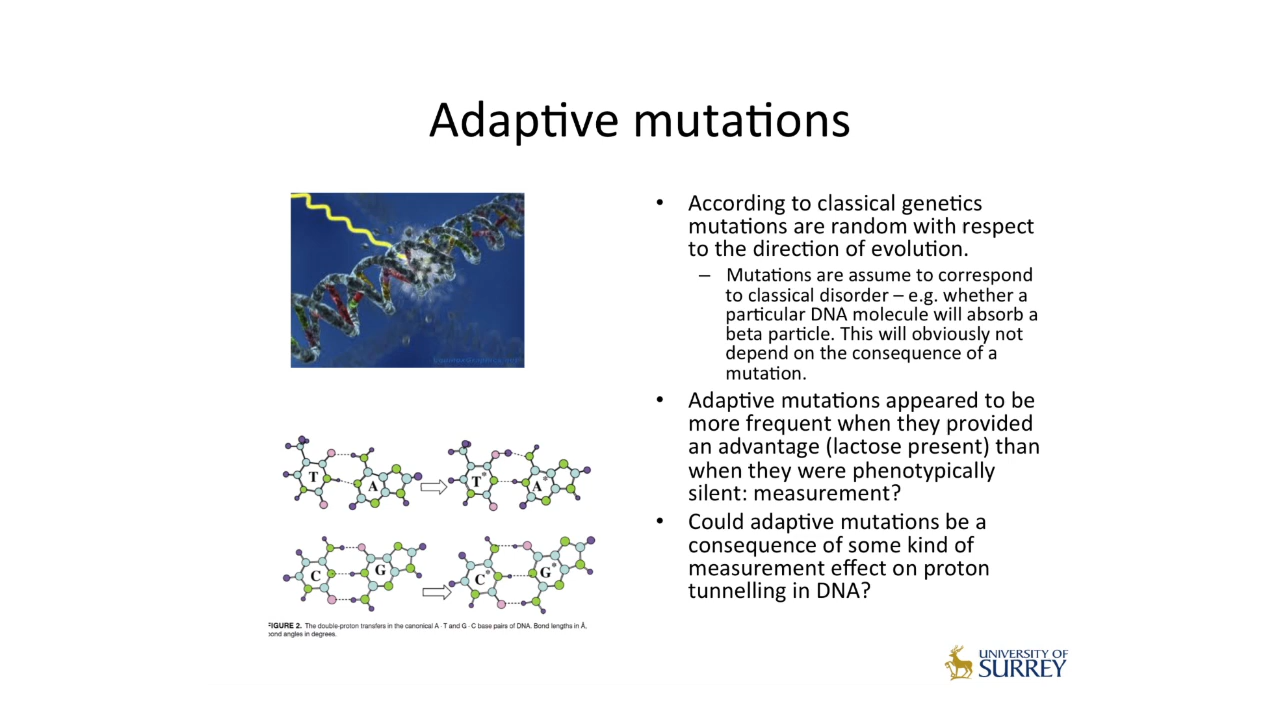 Adaptive mutations
• According to classical genetics
mutations are random with respect
to the direction of evolution.
– Mutations are assume to correspond
to classical disorder – e.g. whether a
particular DNA molecule will absorb a
beta particle. This will obviously not
depend on the consequence of a
mutation.
• Adaptive mutations appeared to be
more frequent when they provided
an advantage (lactose present) than
when they were phenotypically
silent: measurement?
• Could adaptive mutations be a
consequence of some kind of
measurement effect on proton
tunnelling in DNA?
T A T* A*
C G C* G*
FIGURE 2. The double-proton transfers in the canonical A · T and G · C base pairs of DNA. Bond lengths in Å,
bond angles in degrees.
UNIVERSITY OF
SURREY